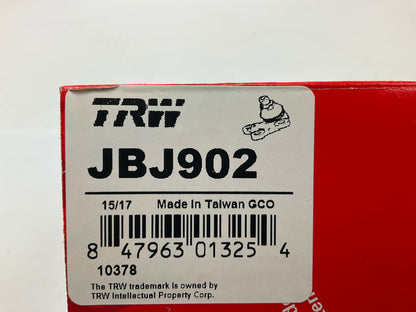 TRW
JBJ902
15/17 Made In Taiwan GCO
8 47963 01325 4
10378
The TRW trademark is owned by
TRW Intellectual Property Corp.